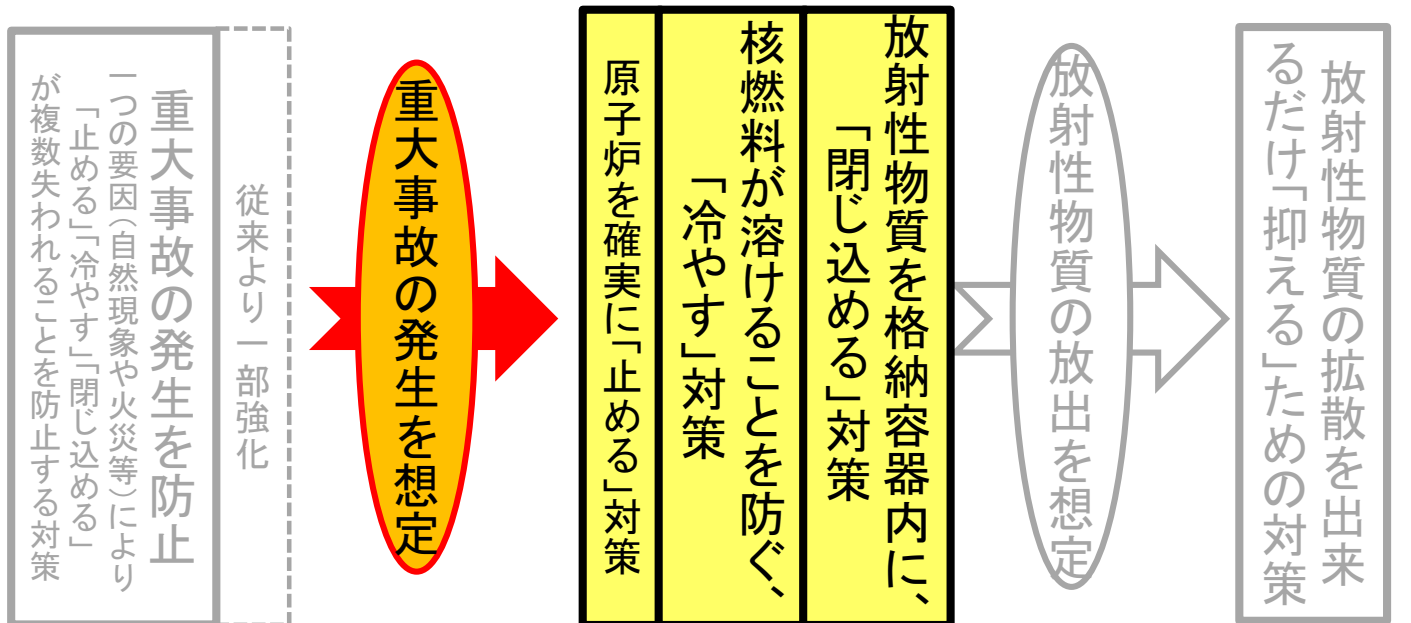 重大事故の発生を防止
一つの要因（自然現象や火災等）により
「止める」「冷やす」「閉じ込める」
が複数失われることを防止する対策
従来より一部強化
重大事故の発生を想定
原子炉を確実に「止める」対策
核燃料が溶けることを防ぐ、
「冷やす」対策
放射性物質を格納容器内に、
「閉じ込める」対策
放射性物質の放出を想定
放射性物質の拡散を出来
るだけ「抑える」ための対策